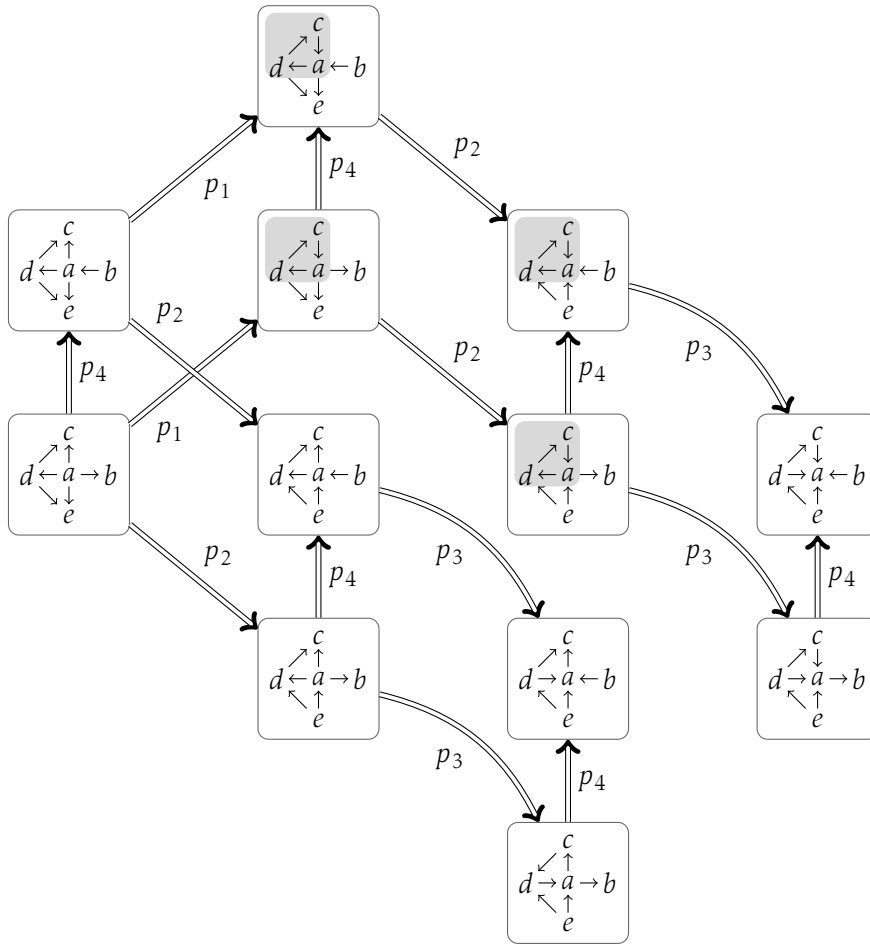 c
d a b
e
p2
p4
p1
c c c
d a b d a b d a b
e e e
p2
p2 p3
p4 p4
p1
c c c c
d a b d a b d a b d a b
e e e e
p2 p3 p3
p4 p4
c c c
d a b d a b d a b
e e e
p3
p4
c
d a b
e